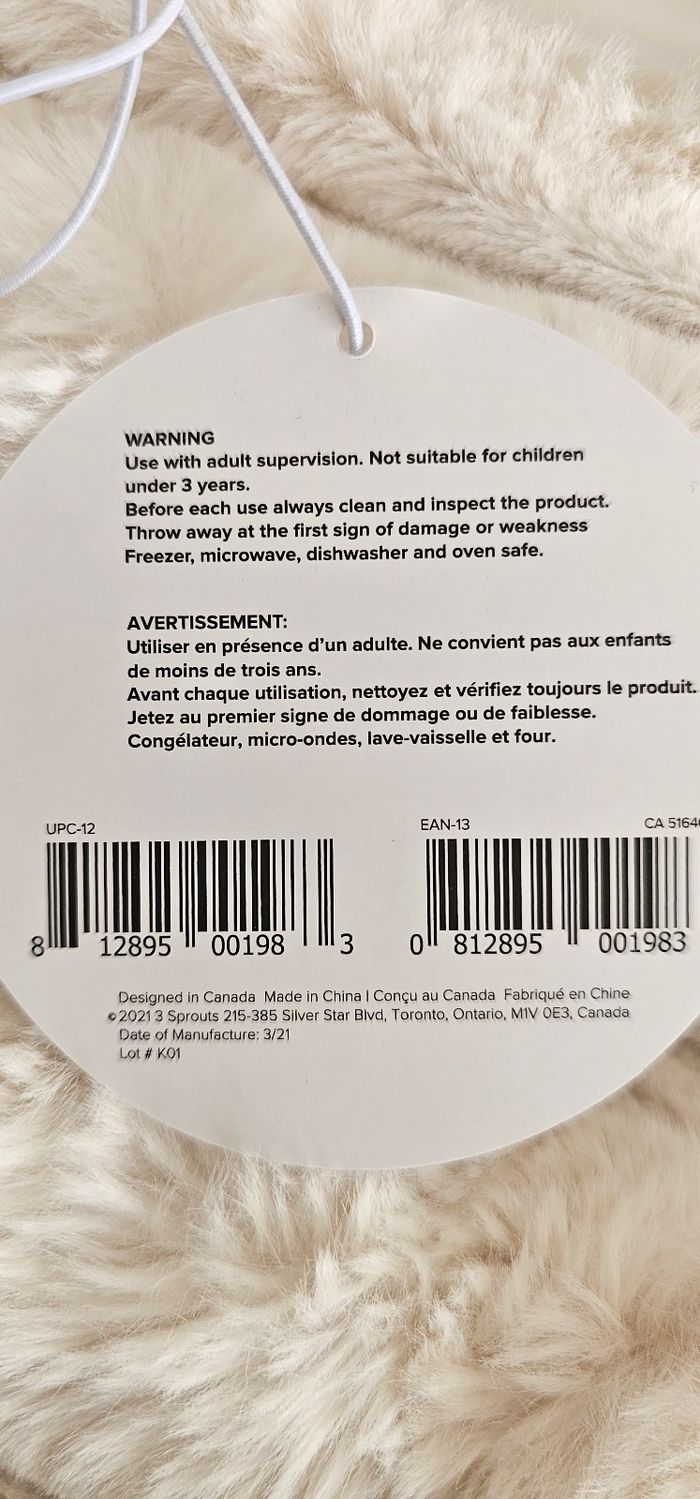 WARNING
Use with adult supervision. Not suitable for children
under 3 years.
Before each use always clean and inspect the product.
Throw away at the first sign of damage or weakness
Freezer, microwave, dishwasher and oven safe.
AVERTISSEMENT:
Utiliser en présence d'un adulte. Ne convient pas aux enfants
de moins de trois ans.
Avant chaque utilisation, nettoyez et vérifiez toujours le produit.
Jetez au premier signe de dommage ou de faiblesse.
Congélateur, micro-ondes, lave-vaisselle et four.
UPC-12
8 12895 00198 3
EAN-13
CA
0 812895 001983
Designed in Canada Made in China | Conçu au Canada Fabriqué en Chine
©2021 3 Sprouts 215-385 Silver Star Blvd, Toronto, Ontario, M1V 0E3, Canada
Date of Manufacture: 3/21
Lot # K01